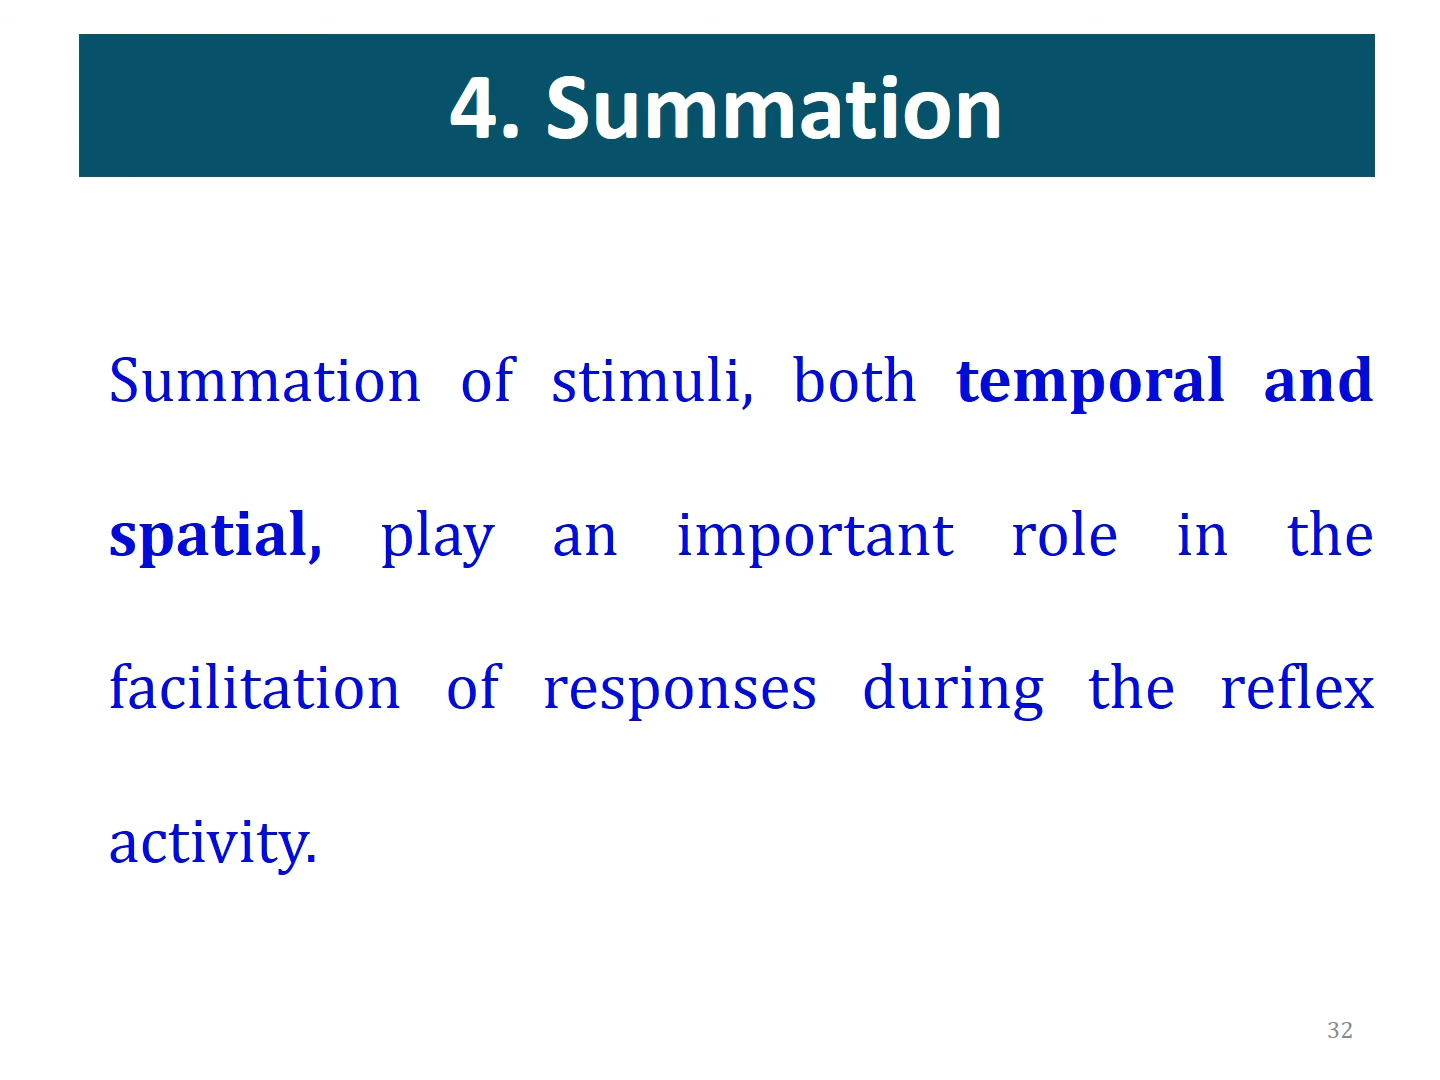 4. Summation
Summation of stimuli, both temporal and
spatial, play an important role in the
facilitation of responses during the reflex
activity.
32